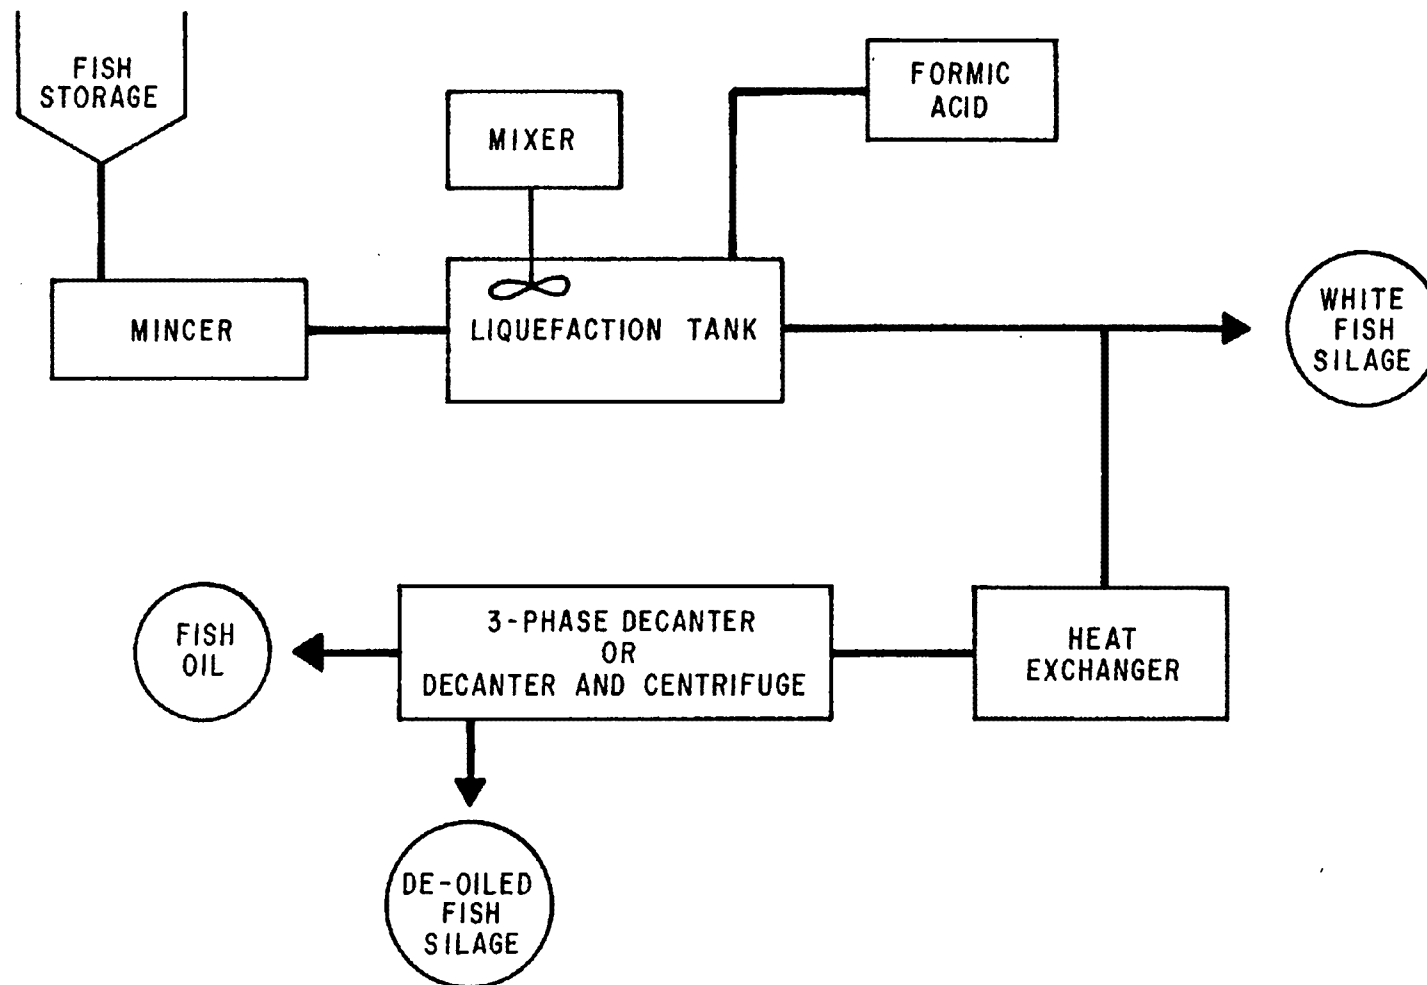 FISH
STORAGE
FORMIC
ACID
MIXER
MINCER
LIQUEFACTION TANK
WHITE
FISH
SILAGE
FISH
OIL
3-PHASE DECANTER
OR
DECANTER AND CENTRIFUGE
HEAT
EXCHANGER
DE-OILED
FISH
SILAGE